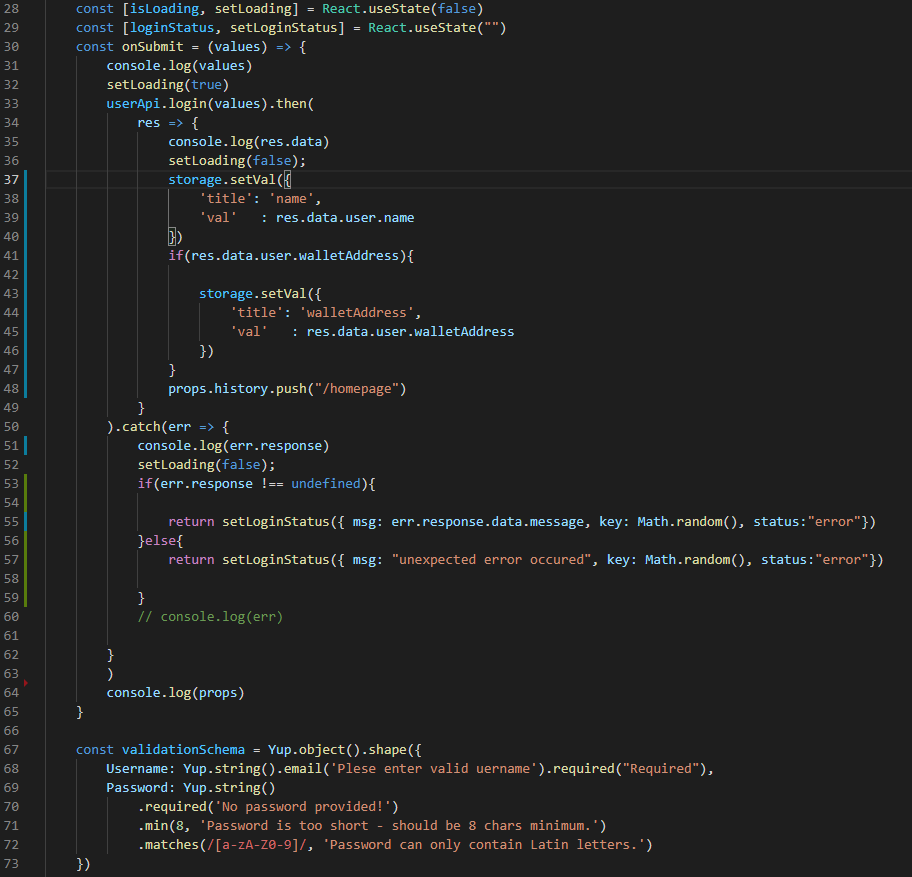 28 const [isLoading, setLoading] = React.useState(false)
29 const [loginStatus, setLoginStatus] = React.useState("")
30 const onSubmit = (values) => {
31 console.log(values)
32 setLoading(true)
33 userApi.login(values).then(
34 res => {
35 console.log(res.data)
36 setLoading(false);
37 storage.setVal({
38 'title': 'name',
39 'val'   : res.data.user.name
40 })
41 if(res.data.user.walletAddress){
42
43 storage.setVal({
44 'title': 'walletAddress',
45 'val'   : res.data.user.walletAddress
46 })
47 }
48 props.history.push("/homepage")
49 }
50 ).catch(err => {
51 console.log(err.response)
52 setLoading(false);
53 if(err.response !== undefined){
54
55 return setLoginStatus({ msg: err.response.data.message, key: Math.random(), status:"error"})
56 }else{
57 return setLoginStatus({ msg: "unexpected error occured", key: Math.random(), status:"error"})
58
59 }
60 // console.log(err)
61
62 }
63 )
64 console.log(props)
65 }
66
67 const validationSchema = Yup.object().shape({
68 Username: Yup.string().email('Plese enter valid uername').required("Required"),
69 Password: Yup.string()
70 .required('No password provided!')
71 .min(8, 'Password is too short - should be 8 chars minimum.')
72 .matches(/[a-zA-Z0-9]/, 'Password can only contain Latin letters.')
73 })